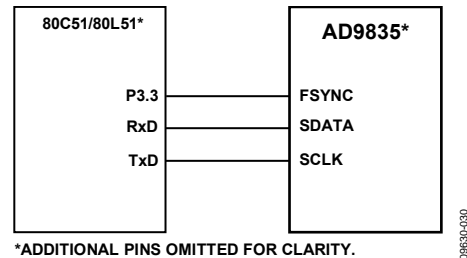 80C51/80L51*
AD9835*
P3.3
FSYNC
RxD
SDATA
TxD
SCLK
*ADDITIONAL PINS OMITTED FOR CLARITY.
09630-030